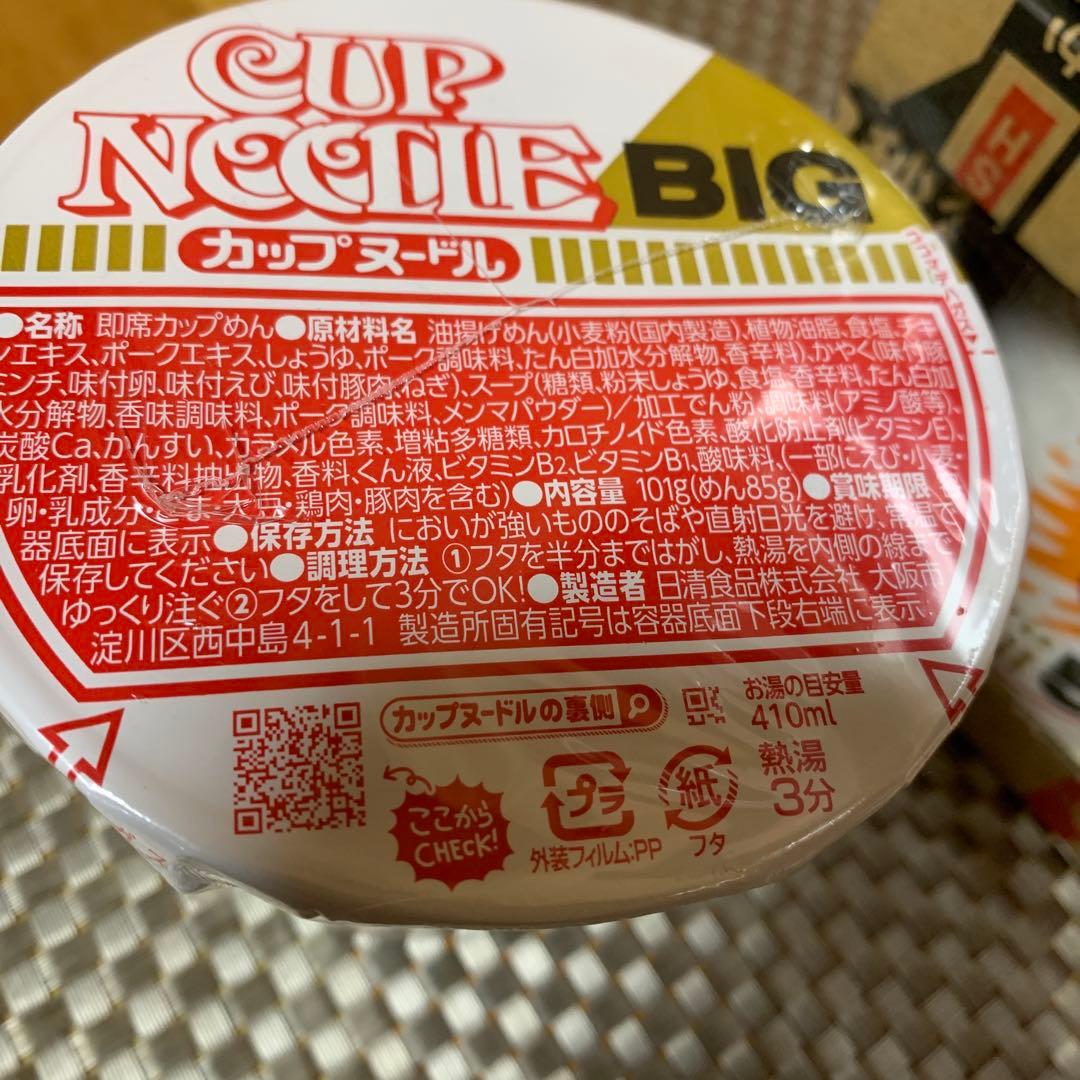 CUP
NOODLE BIG
カップヌードル
●名称 即席カップめん●原材料名 油揚げめん(小麦粉(国内製造)、植物油脂、食塩、チキ
ンエキス、ポークエキス、しょうゆ、ポーク調味料、たん白加水分解物、香辛料)、かやく(味付豚
ミンチ、味付卵、味付えび、味付豚肉、ねぎ)、スープ(糖類、粉末しょうゆ、食塩、香辛料、たん白加
水分解物、香味調味料、ポーク調味料、メンマパウダー)/加工でん粉、調味料(アミノ酸等)、
炭酸Ca、かんすい、カラメル色素、増粘多糖類、カロチノイド色素、酸化防止剤(ビタミンE)、
乳化剤、香辛料抽出物、香料、くん液、ビタミンB2、ビタミンB1、酸味料、(一部にえび・小麦・
卵・乳成分・ごま・大豆・鶏肉・豚肉を含む)●内容量 101g(めん85g)●賞味期限
器底面に表示●保存方法 においが強いもののそばや直射日光を避け、常温で
保存してください●調理方法 ①フタを半分まではがし、熱湯を内側の線まで
ゆっくり注ぐ②フタをして3分でOK!●製造者 日清食品株式会社 大阪市
淀川区西中島4-1-1 製造所固有記号は容器底面下段右端に表示
カップヌードルの裏側
お湯の目安量
410ml
熱湯
3分
ここから
CHECK!
プラ
外装フィルム:PP
紙
フタ
HS